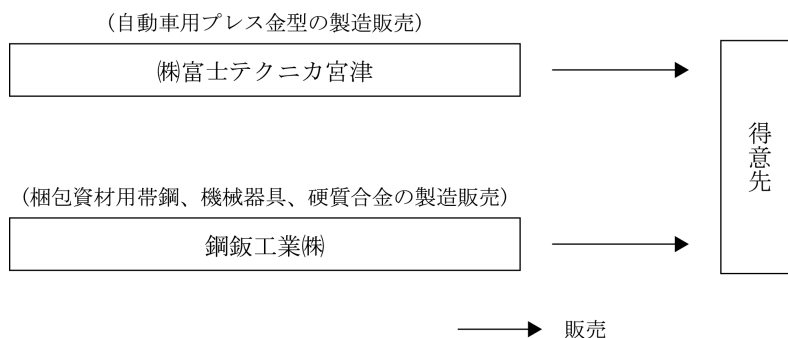 （自動車用プレス金型の製造販売）
㈱富士テクニカ宮津
得意先
（梱包資材用帯鋼、機械器具、硬質合金の製造販売）
鋼鈑工業㈱
販売